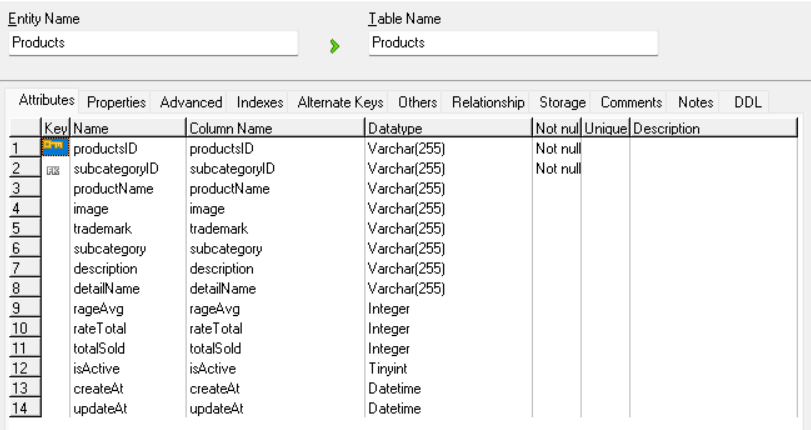 Entity Name Table Name
Products Products
Attributes Properties Advanced Indexes Alternate Keys Others Relationship Storage Comments Notes DDL
Key Name Column Name Datatype Not nul Unique Description
1 productsID productsID Varchar(255) Not null
2 FK subcategoryID subcategoryID Varchar(255) Not null
3 productName productName Varchar(255)
4 image image Varchar(255)
5 trademark trademark Varchar(255)
6 subcategory subcategory Varchar(255)
7 description description Varchar(255)
8 detailName detailName Varchar(255)
9 rageAvg rageAvg Integer
10 rateTotal rateTotal Integer
11 totalSold totalSold Integer
12 isActive isActive Tinyint
13 createAt createAt Datetime
14 updateAt updateAt Datetime